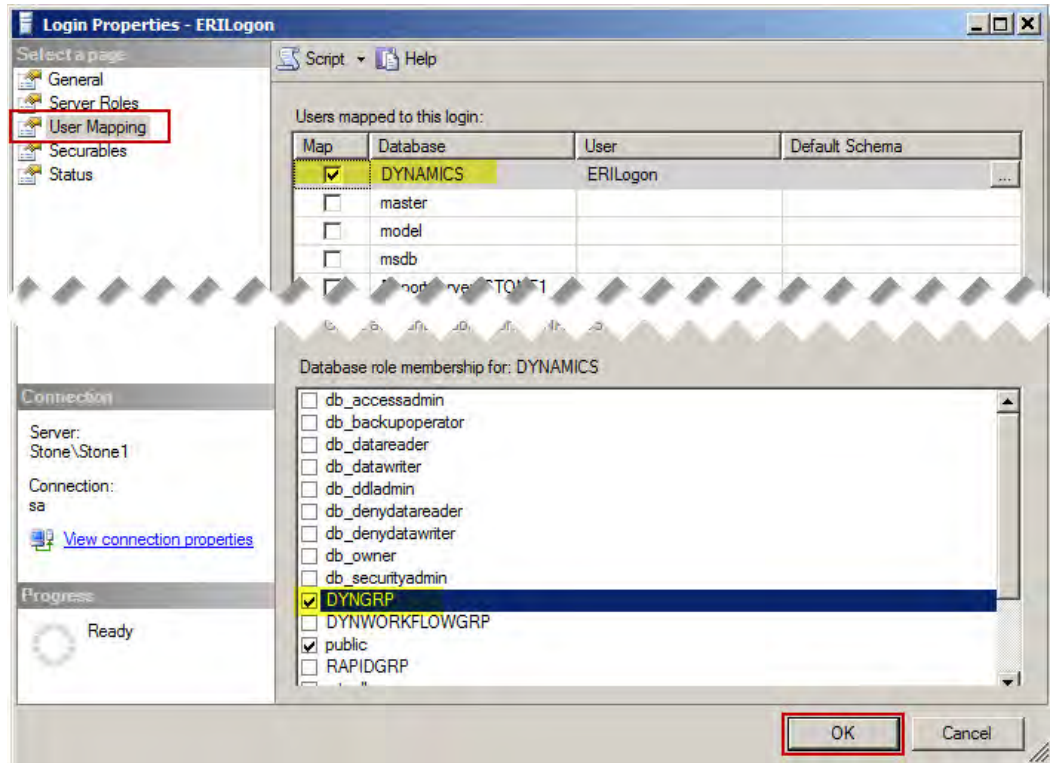 Login Properties - ERILogon
Select a page
General
Server Roles
User Mapping
Securables
Status
Script Help
Users mapped to this login:
Map Database User Default Schema
DYNAMICS ERILogon ...
master
model
msdb
Connection
Server:
Stone\Stone1
Connection:
sa
View connection properties
Progress
Ready
Database role membership for: DYNAMICS
db_accessadmin
db_backupoperator
db_datareader
db_datawriter
db_ddladmin
db_denydatareader
db_denydatawriter
db_owner
db_securityadmin
DYNGRP
DYNWORKFLOWGRP
public
RAPIDGRP
OK Cancel